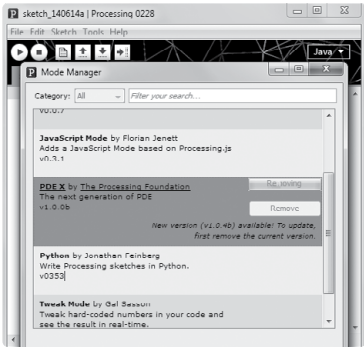 sketch_140614a | Processing 0228
File Edit Sketch Tools Help
Java
Mode Manager
Category: All Filter your search...
v0.0.7
JavaScript Mode by Florian Jenett
Adds a JavaScript Mode based on Processing.js
v0.3.1
PDE X by The Processing Foundation
The next generation of PDE
v1.0.0b
Removing
Remove
New version (v1.0.4b) available! To update,
first remove the current version.
Python by Jonathan Feinberg
Write Processing sketches in Python.
v0353
Tweak Mode by Gal Sasson
Tweak hard-coded numbers in your code and
see the result in real-time.